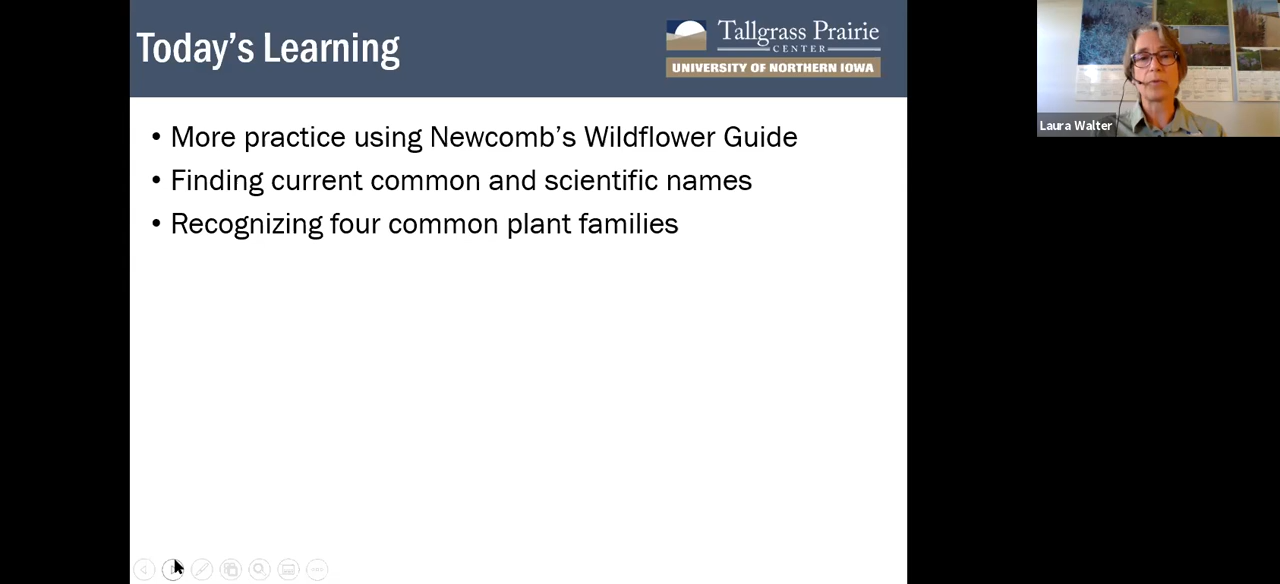 Today's Learning
Tallgrass Prairie
CENTER
UNIVERSITY OF NORTHERN IOWA
• More practice using Newcomb's Wildflower Guide
• Finding current common and scientific names
• Recognizing four common plant families
Laura Walter